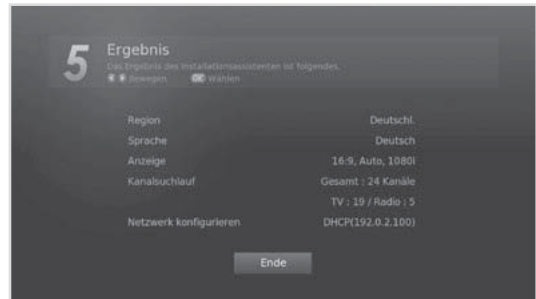 5
Ergebnis
Das Ergebnis des Installationsassistenten ist folgendes.
Bewegen OK Wählen
Region Deutschl.
Sprache Deutsch
Anzeige 16:9, Auto, 1080i
Kanalsuchlauf Gesamt : 24 Kanäle
TV : 19 / Radio : 5
Netzwerk konfigurieren DHCP(192.0.2.100)
Ende